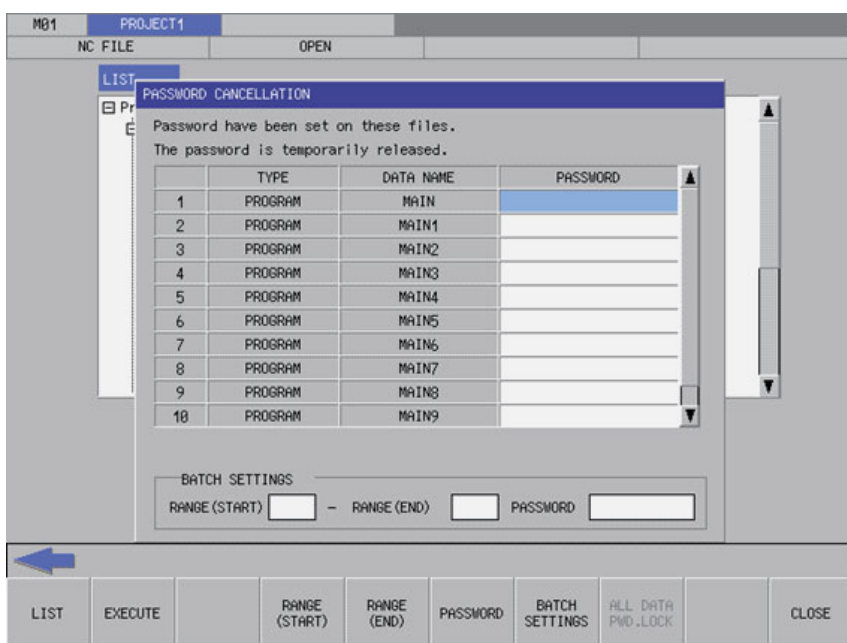 M01 PROJECT1
NC FILE OPEN
LIST
Pr
PASSWORD CANCELLATION
Password have been set on these files.
The password is temporarily released.
TYPE DATA NAME PASSWORD
1 PROGRAM MAIN
2 PROGRAM MAIN1
3 PROGRAM MAIN2
4 PROGRAM MAIN3
5 PROGRAM MAIN4
6 PROGRAM MAIN5
7 PROGRAM MAIN6
8 PROGRAM MAIN7
9 PROGRAM MAIN8
10 PROGRAM MAIN9
BATCH SETTINGS
RANGE(START) – RANGE(END) PASSWORD
LIST EXECUTE RANGE (START) RANGE (END) PASSWORD BATCH SETTINGS ALL DATA PWD.LOCK CLOSE